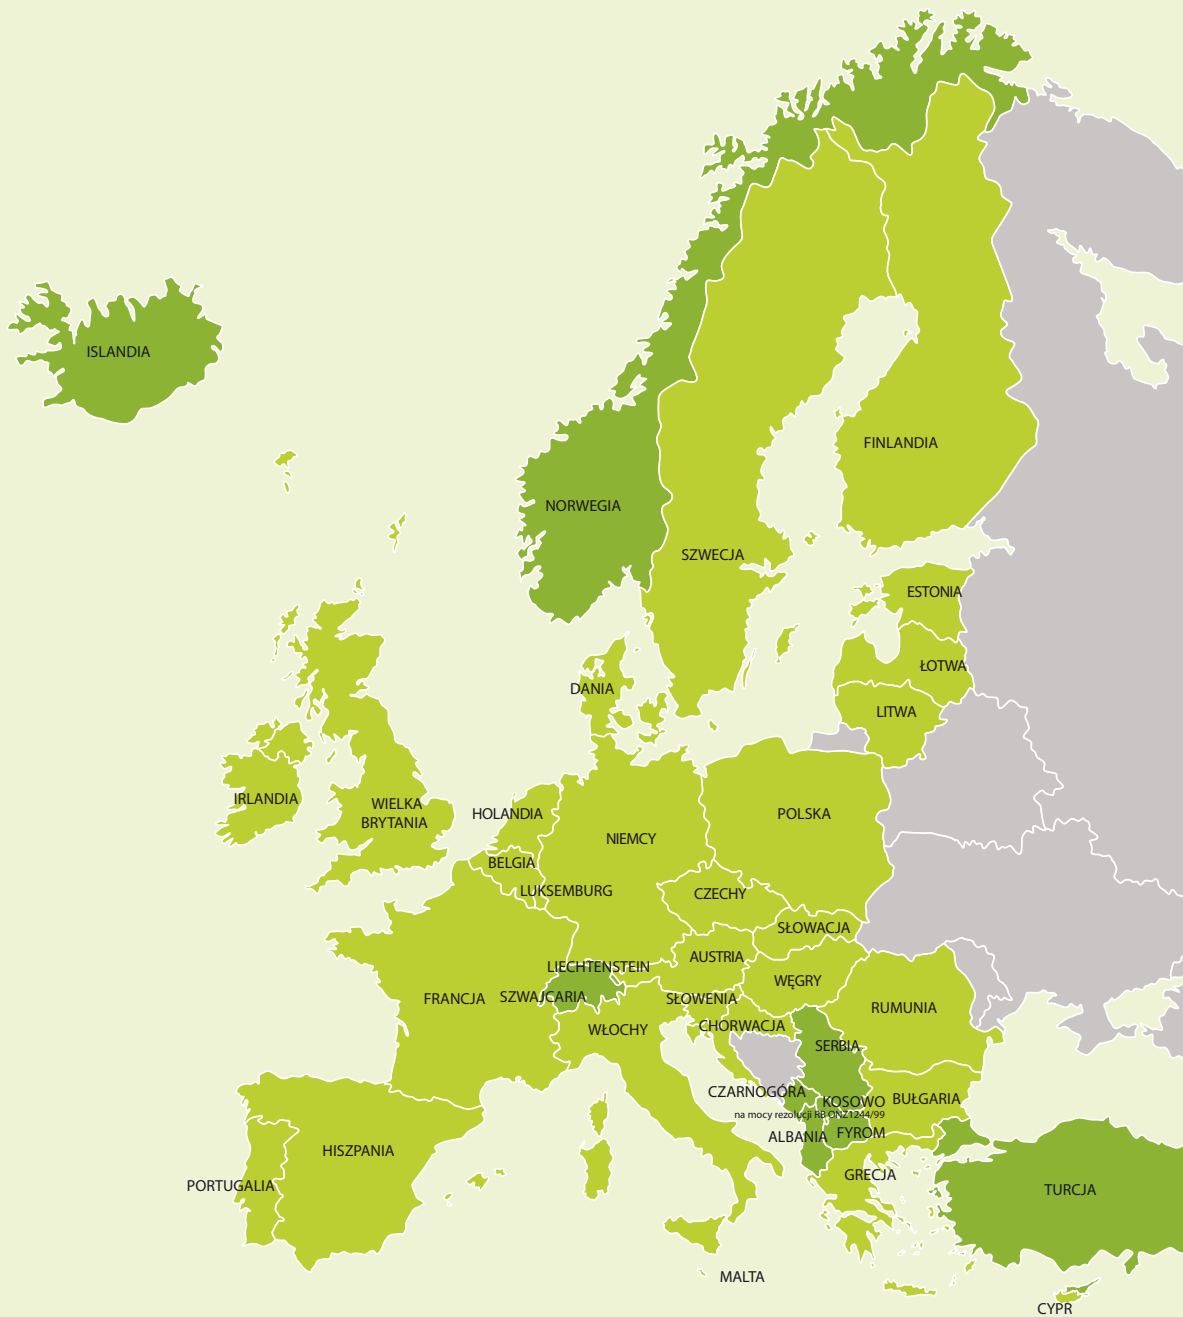 ISLANDIA
FINLANDIA
NORWEGIA
SZWECJA
ESTONIA
ŁOTWA
DANIA
LITWA
IRLANDIA
WIELKA
BRYTANIA
HOLANDIA
POLSKA
NIEMCY
BELGIA
LUKSEMBURG
CZECHY
SŁOWACJA
AUSTRIA
LIECHTENSTEIN
WĘGRY
FRANCJA
SZWAJCARIA
SŁOWENIA
RUMUNIA
WŁOCHY
CHORWACJA
SERBIA
CZARNOGÓRA
KOSOWO
BUŁGARIA
na mocy rezolucji RB ONZ1244/99
ALBANIA
FYROM
HISZPANIA
GRECJA
PORTUGALIA
TURCJA
MALTA
CYPR